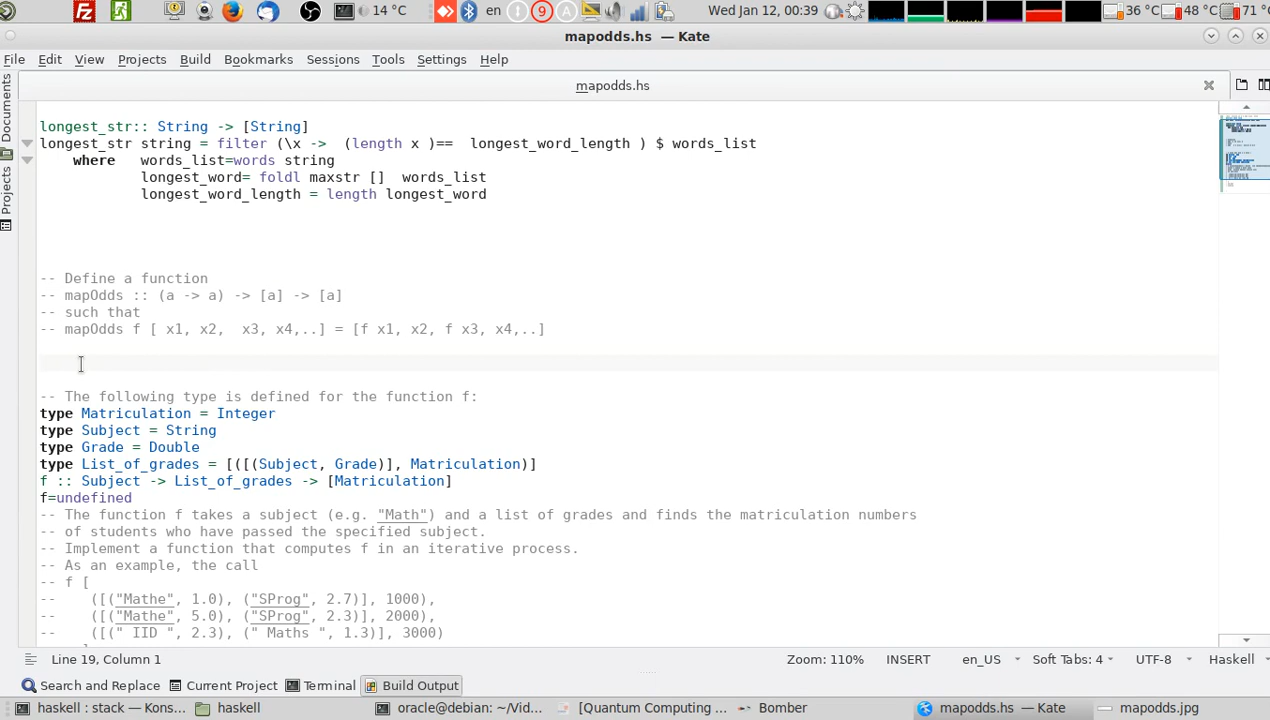 14 °C
en
9
A
Wed Jan 12, 00:39
36 °C
48 °C
71 °
mapodds.hs — Kate
File Edit View Projects Build Bookmarks Sessions Tools Settings Help
mapodds.hs
Documents
Projects
longest_str:: String -> [String]
longest_str string = filter (\x -> (length x )== longest_word_length ) $ words_list
where words_list=words string
longest_word= foldl maxstr [] words_list
longest_word_length = length longest_word
-- Define a function
-- mapOdds :: (a -> a) -> [a] -> [a]
-- such that
-- mapOdds f [ x1, x2, x3, x4,..] = [f x1, x2, f x3, x4,..]
-- The following type is defined for the function f:
type Matriculation = Integer
type Subject = String
type Grade = Double
type List_of_grades = [([(Subject, Grade)], Matriculation)]
f :: Subject -> List_of_grades -> [Matriculation]
f=undefined
-- The function f takes a subject (e.g. "Math") and a list of grades and finds the matriculation numbers
-- of students who have passed the specified subject.
-- Implement a function that computes f in an iterative process.
-- As an example, the call
-- f [
-- ([("Mathe", 1.0), ("SProg", 2.7)], 1000),
-- ([("Mathe", 5.0), ("SProg", 2.3)], 2000),
-- ([(" IID ", 2.3), (" Maths ", 1.3)], 3000)
Line 19, Column 1 Zoom: 110% INSERT en_US Soft Tabs: 4 UTF-8 Haskell
Search and Replace Current Project Terminal Build Output
haskell : stack — Kons... haskell oracle@debian: ~/Vid... [Quantum Computing ... Bomber mapodds.hs — Kate mapodds.jpg